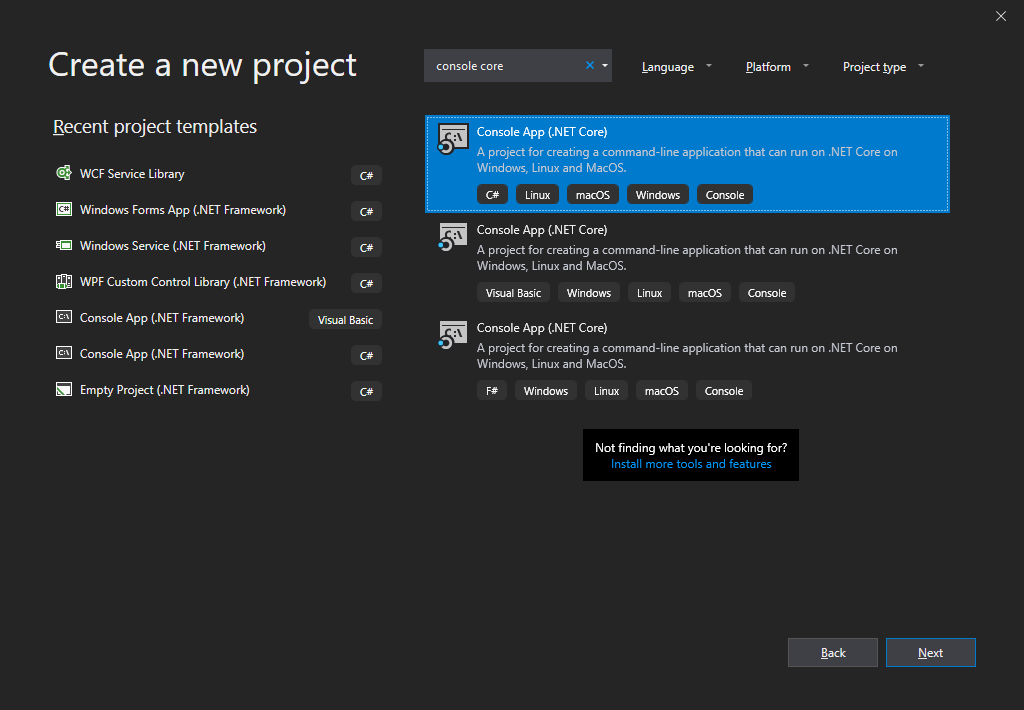 Create a new project
console core
Language
Platform
Project type
Recent project templates
WCF Service Library C#
Windows Forms App (.NET Framework) C#
Windows Service (.NET Framework) C#
WPF Custom Control Library (.NET Framework) C#
Console App (.NET Framework) Visual Basic
Console App (.NET Framework) C#
Empty Project (.NET Framework) C#
Console App (.NET Core)
A project for creating a command-line application that can run on .NET Core on
Windows, Linux and MacOS.
C# Linux macOS Windows Console
Console App (.NET Core)
A project for creating a command-line application that can run on .NET Core on
Windows, Linux and MacOS.
Visual Basic Windows Linux macOS Console
Console App (.NET Core)
A project for creating a command-line application that can run on .NET Core on
Windows, Linux and MacOS.
F# Windows Linux macOS Console
Not finding what you're looking for?
Install more tools and features
Back
Next